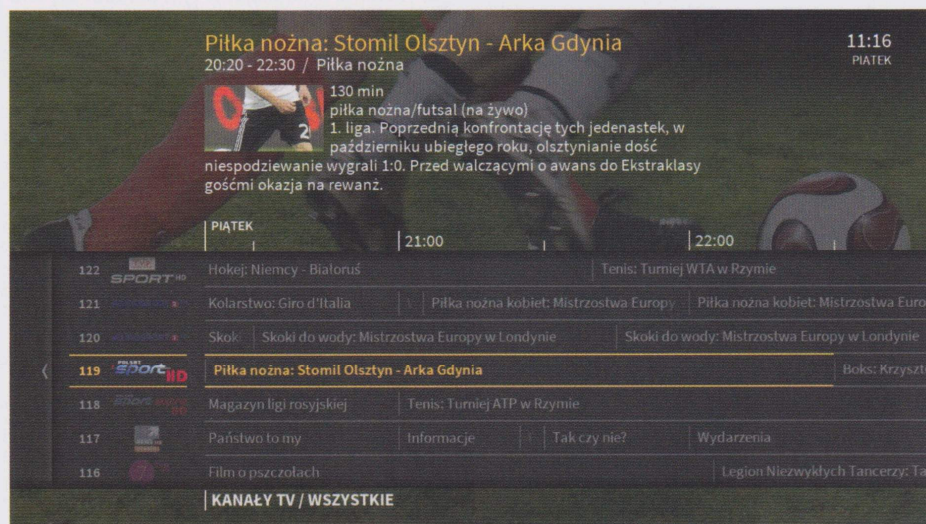 Piłka nożna: Stomil Olsztyn - Arka Gdynia
11:16
20:20 - 22:30 / Piłka nożna
PIĄTEK
130 min
piłka nożna/futsal (na żywo)
1. liga. Poprzednią konfrontację tych jedenastek, w
październiku ubiegłego roku, olsztynianie dość
niespodziewanie wygrali 1:0. Przed walczącymi o awans do Ekstraklasy
gośćmi okazja na rewanż.
PIĄTEK
21:00
22:00
122 SPORT HD Hokej: Niemcy - Białoruś Tenis: Turniej WTA w Rzymie
121 Kolarstwo: Giro d'Italia Piłka nożna kobiet: Mistrzostwa Europy Piłka nożna kobiet: Mistrzostwa Euro
120 Skoki Skoki do wody: Mistrzostwa Europy w Londynie Skoki do wody: Mistrzostwa Europy w Londynie
119 POLSAT sport HD Piłka nożna: Stomil Olsztyn - Arka Gdynia Boks: Krzyszt
118 Magazyn ligi rosyjskiej Tenis: Turniej ATP w Rzymie
117 Państwo to my Informacje Tak czy nie? Wydarzenia
116 Film o pszczołach Legion Niezwykłych Tancerzy: Ta
KANAŁY TV / WSZYSTKIE